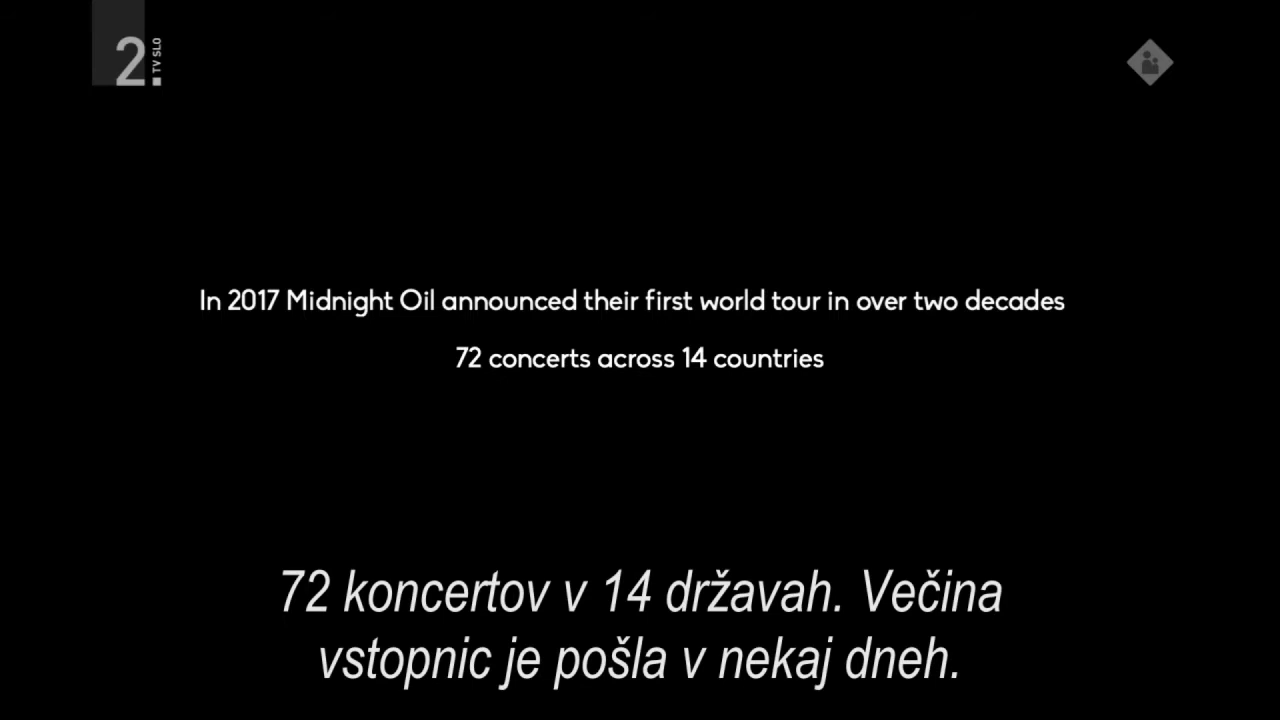 2.
TV SLO
In 2017 Midnight Oil announced their first world tour in over two decades
72 concerts across 14 countries
72 koncertov v 14 državah. Večina
vstopnic je pošla v nekaj dneh.